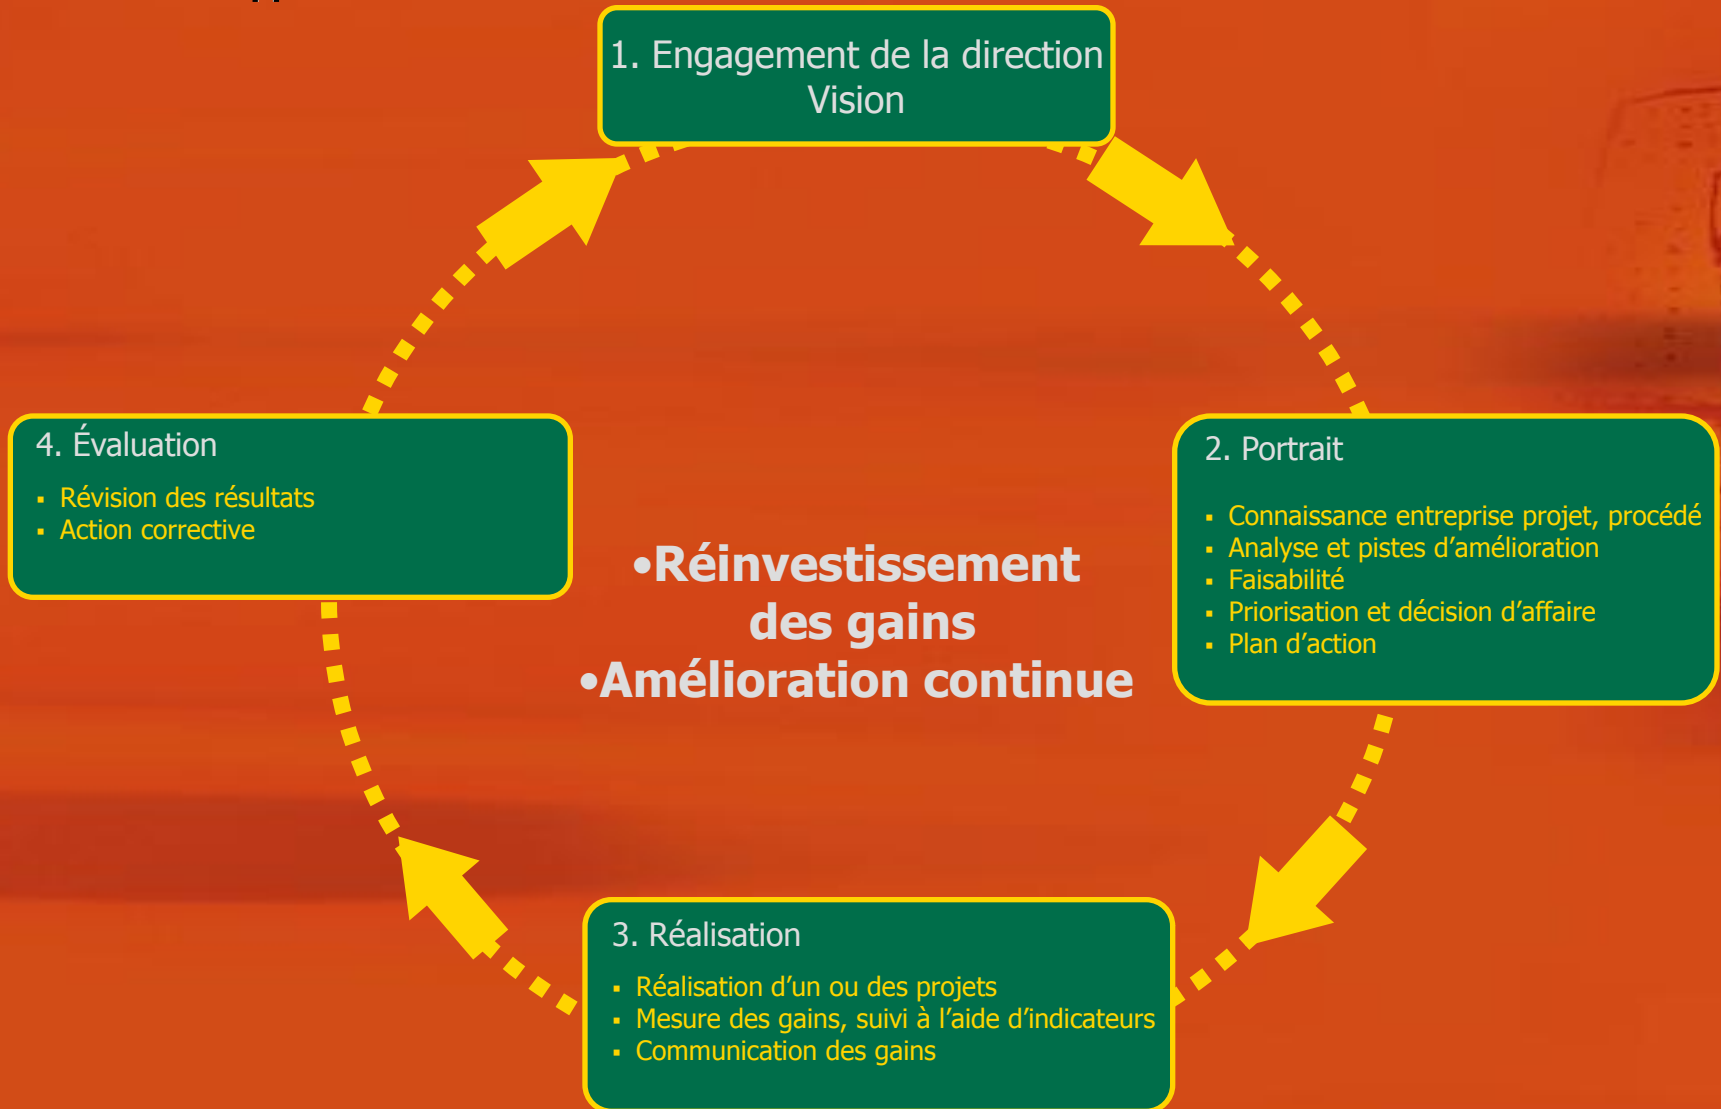 1. Engagement de la direction
Vision
2. Portrait
▪ Connaissance entreprise projet, procédé
▪ Analyse et pistes d’amélioration
▪ Faisabilité
▪ Priorisation et décision d’affaire
▪ Plan d’action
3. Réalisation
▪ Réalisation d’un ou des projets
▪ Mesure des gains, suivi à l’aide d’indicateurs
▪ Communication des gains
4. Évaluation
▪ Révision des résultats
▪ Action corrective
•Réinvestissement
des gains
•Amélioration continue